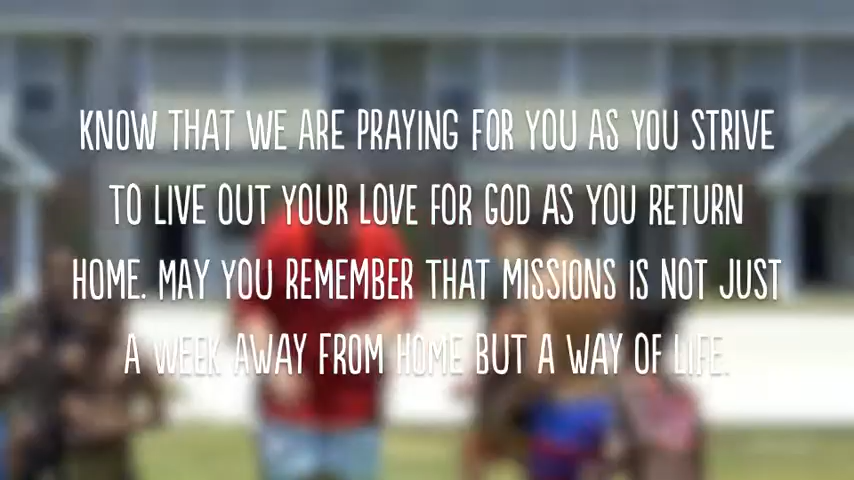 KNOW THAT WE ARE PRAYING FOR YOU AS YOU STRIVE
TO LIVE OUT YOUR LOVE FOR GOD AS YOU RETURN
HOME. MAY YOU REMEMBER THAT MISSIONS IS NOT JUST
A WEEK AWAY FROM HOME BUT A WAY OF LIFE.